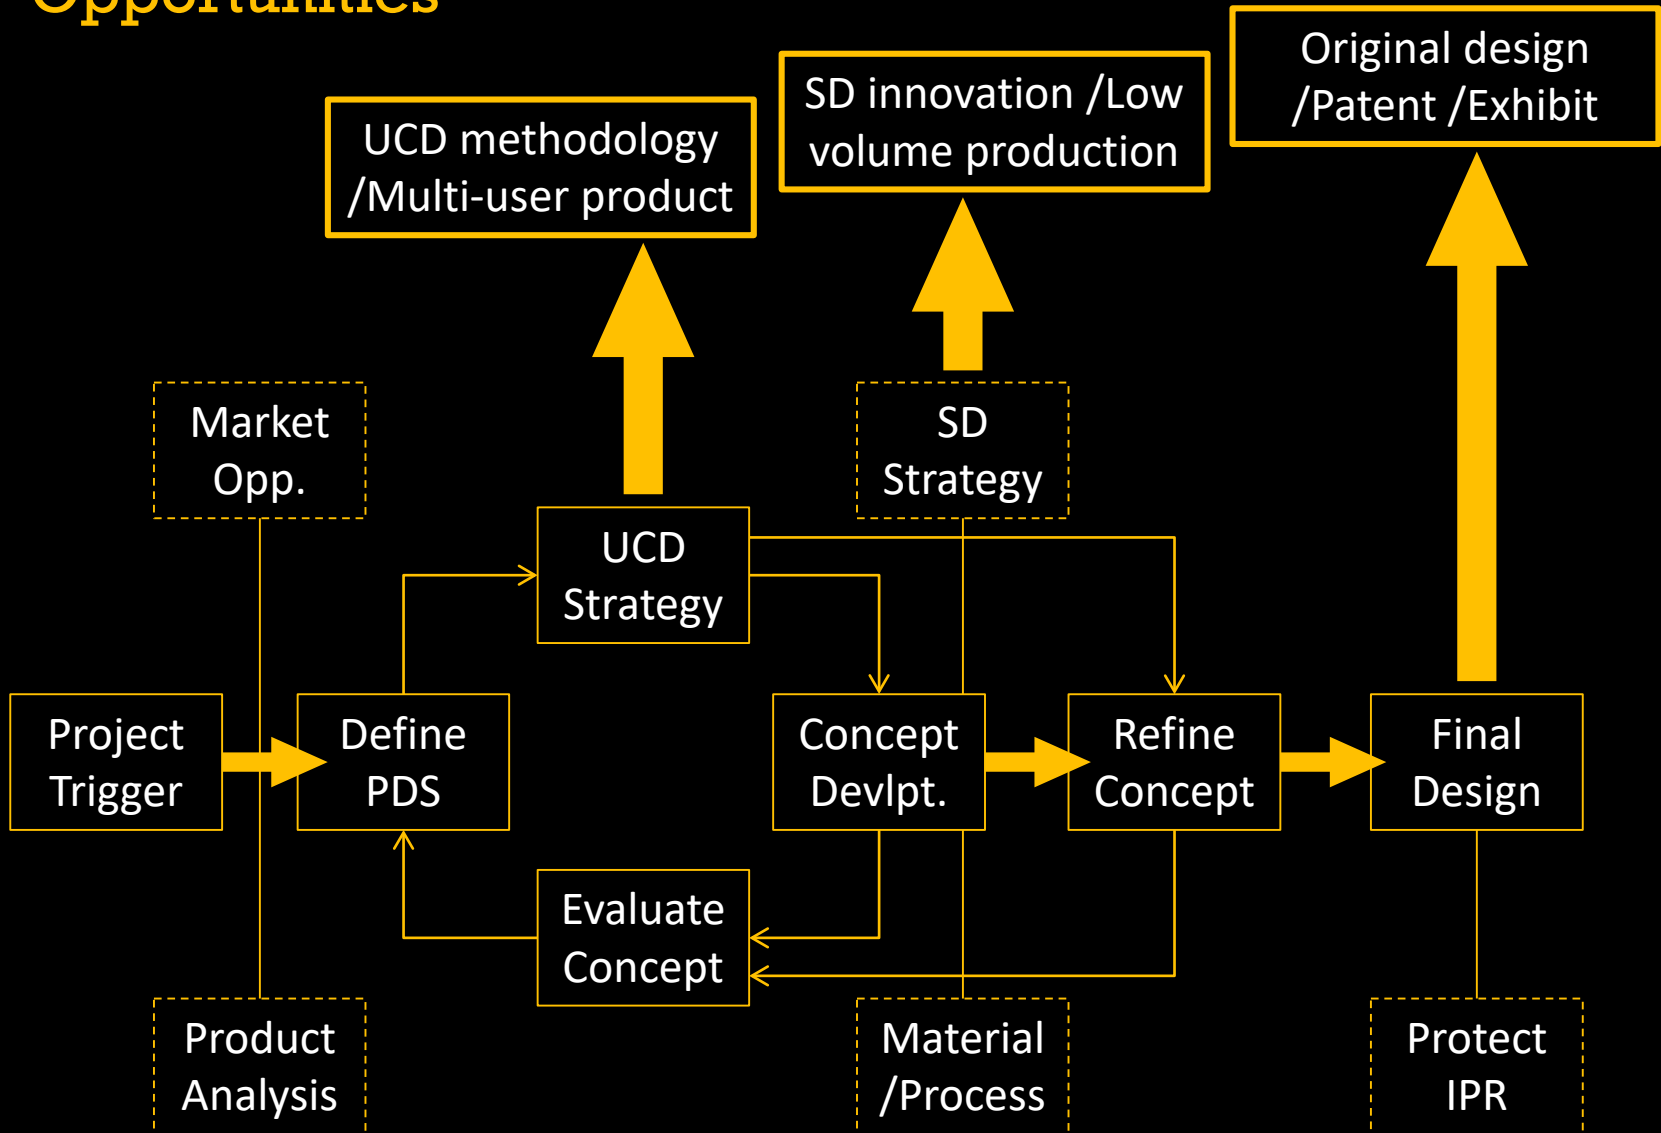 Opportunities
Original design
/Patent /Exhibit
SD innovation /Low
volume production
UCD methodology
/Multi-user product
Market
Opp.
SD
Strategy
UCD
Strategy
Project
Trigger
Define
PDS
Concept
Devlpt.
Refine
Concept
Final
Design
Evaluate
Concept
Product
Analysis
Material
/Process
Protect
IPR